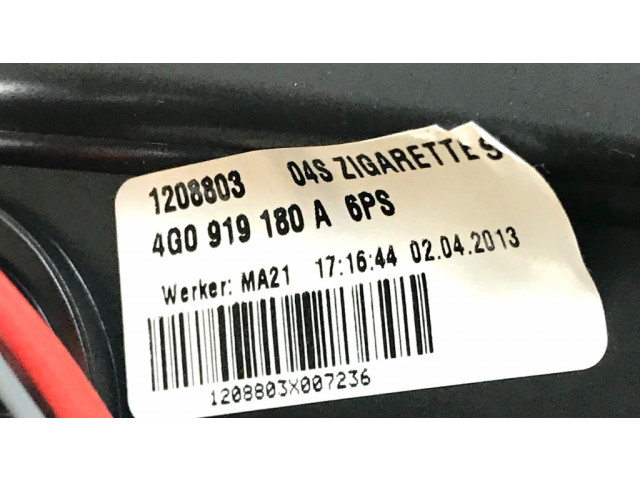 1208803 04S ZIGARETTE S
4G0 919 180 A 6PS
Werker: MA21 17:16:44 02.04.2013
1208803X007236